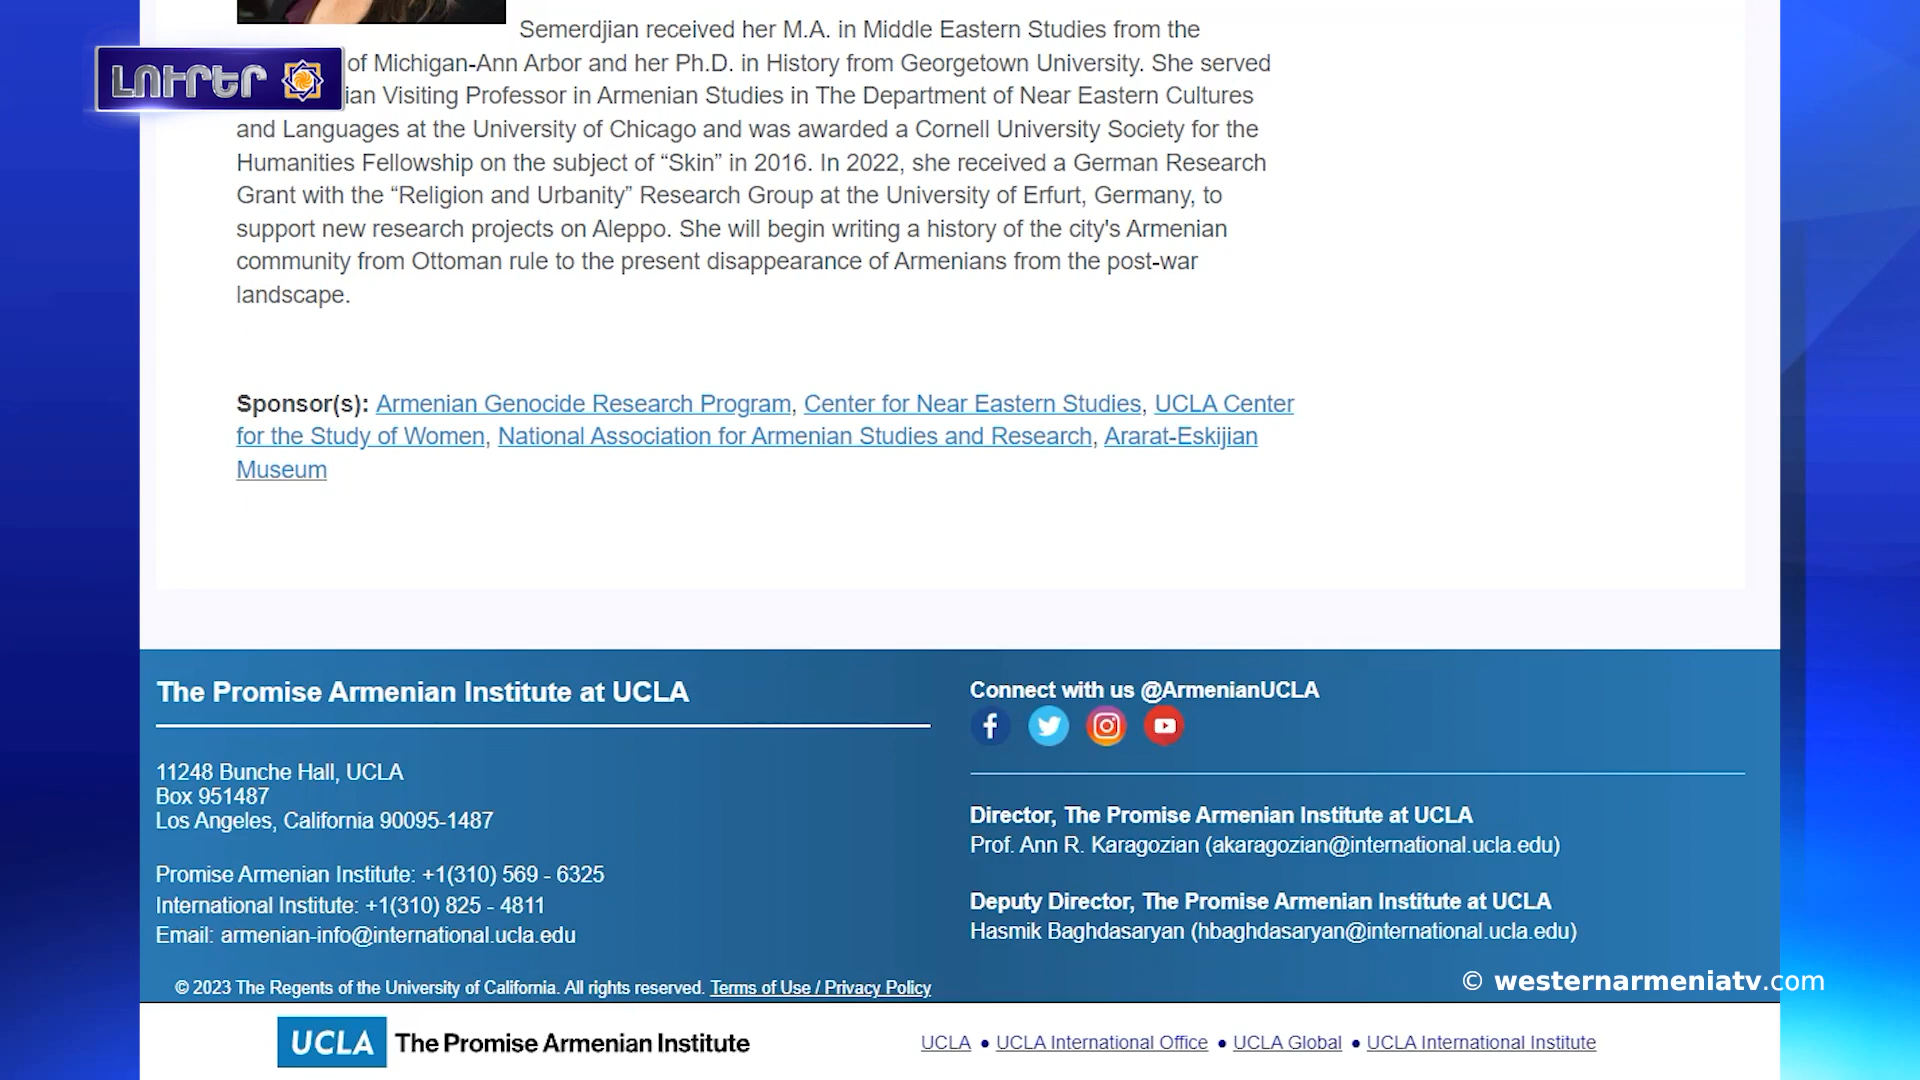 Semerdjian received her M.A. in Middle Eastern Studies from the
լուրեր
of Michigan-Ann Arbor and her Ph.D. in History from Georgetown University. She served
ian Visiting Professor in Armenian Studies in The Department of Near Eastern Cultures
and Languages at the University of Chicago and was awarded a Cornell University Society for the
Humanities Fellowship on the subject of “Skin” in 2016. In 2022, she received a German Research
Grant with the “Religion and Urbanity” Research Group at the University of Erfurt, Germany, to
support new research projects on Aleppo. She will begin writing a history of the city's Armenian
community from Ottoman rule to the present disappearance of Armenians from the post-war
landscape.
Sponsor(s): Armenian Genocide Research Program, Center for Near Eastern Studies, UCLA Center
for the Study of Women, National Association for Armenian Studies and Research, Ararat-Eskijian
Museum
The Promise Armenian Institute at UCLA
11248 Bunche Hall, UCLA
Box 951487
Los Angeles, California 90095-1487
Promise Armenian Institute: +1(310) 569 - 6325
International Institute: +1(310) 825 - 4811
Email: armenian-info@international.ucla.edu
© 2023 The Regents of the University of California. All rights reserved. Terms of Use / Privacy Policy
Connect with us @ArmenianUCLA
Director, The Promise Armenian Institute at UCLA
Prof. Ann R. Karagozian (akaragozian@international.ucla.edu)
Deputy Director, The Promise Armenian Institute at UCLA
Hasmik Baghdasaryan (hbaghdasaryan@international.ucla.edu)
© westernarmeniatv.com
UCLA The Promise Armenian Institute
UCLA • UCLA International Office • UCLA Global • UCLA International Institute